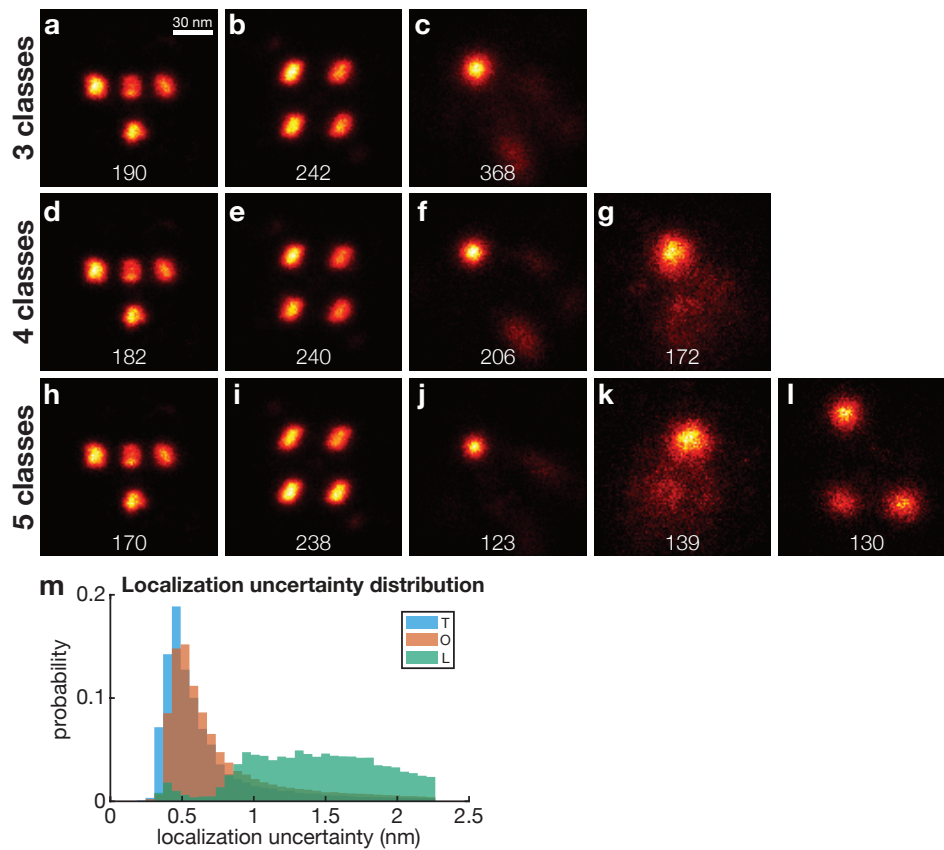 3 classes
a
30 nm
190
b
242
c
368
4 classes
d
182
e
240
f
206
g
172
5 classes
h
170
i
238
j
123
k
139
l
130
m Localization uncertainty distribution
probability
0.2
0.1
0
0 0.5 1 1.5 2 2.5
localization uncertainty (nm)
T
O
L